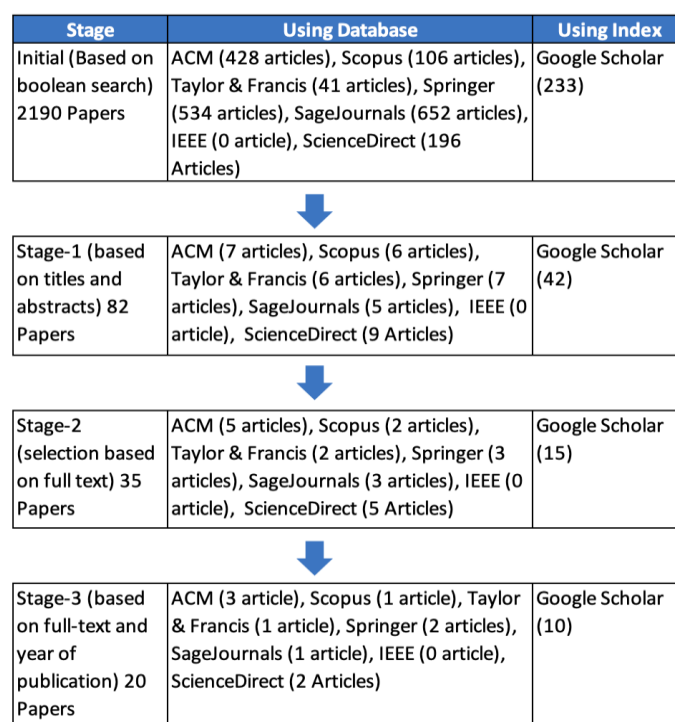 Stage
Using Database
Using Index
Initial (Based on
boolean search)
2190 Papers
ACM (428 articles), Scopus (106 articles),
Taylor & Francis (41 articles), Springer
(534 articles), SageJournals (652 articles),
IEEE (0 article), ScienceDirect (196
Articles)
Google Scholar
(233)
Stage-1 (based
on titles and
abstracts) 82
Papers
ACM (7 articles), Scopus (6 articles),
Taylor & Francis (6 articles), Springer (7
articles), SageJournals (5 articles),  IEEE (0
article),  ScienceDirect (9 Articles)
Google Scholar
(42)
Stage-2
(selection based
on full text) 35
Papers
ACM (5 articles), Scopus (2 articles),
Taylor & Francis (2 articles), Springer (3
articles), SageJournals (3 articles), IEEE (0
article),  ScienceDirect (5 Articles)
Google Scholar
(15)
Stage-3 (based
on full-text and
year of
publication) 20
Papers
ACM (3 article), Scopus (1 article), Taylor
& Francis (1 article), Springer (2 articles),
SageJournals (1 article), IEEE (0 article),
ScienceDirect (2 Articles)
Google Scholar
(10)